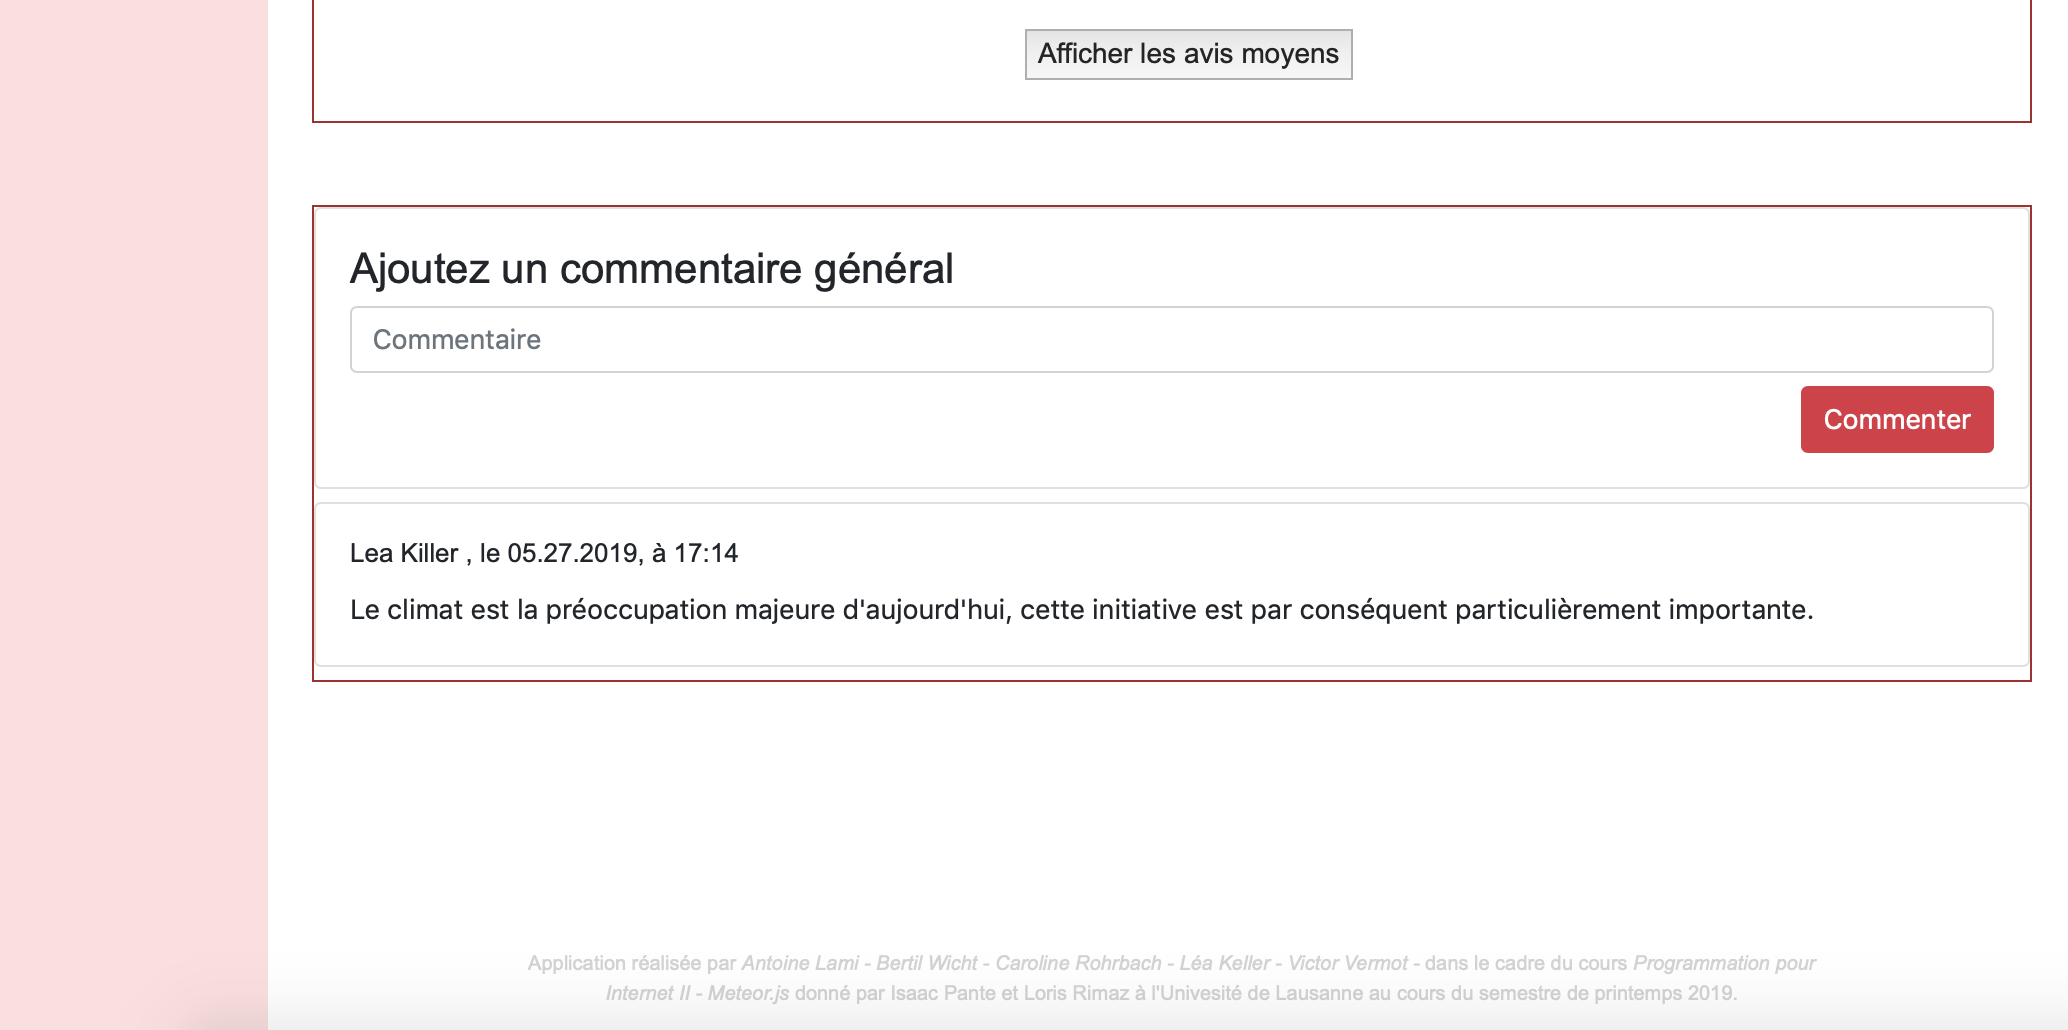 Afficher les avis moyens
Ajoutez un commentaire général
Commentaire
Commenter
Lea Killer , le 05.27.2019, à 17:14
Le climat est la préoccupation majeure d'aujourd'hui, cette initiative est par conséquent particulièrement importante.
Application réalisée par Antoine Lami - Bertil Wicht - Caroline Rohrbach - Léa Keller - Victor Vermot - dans le cadre du cours Programmation pour
Internet II - Meteor.js donné par Isaac Pante et Loris Rimaz à l'Univesité de Lausanne au cours du semestre de printemps 2019.